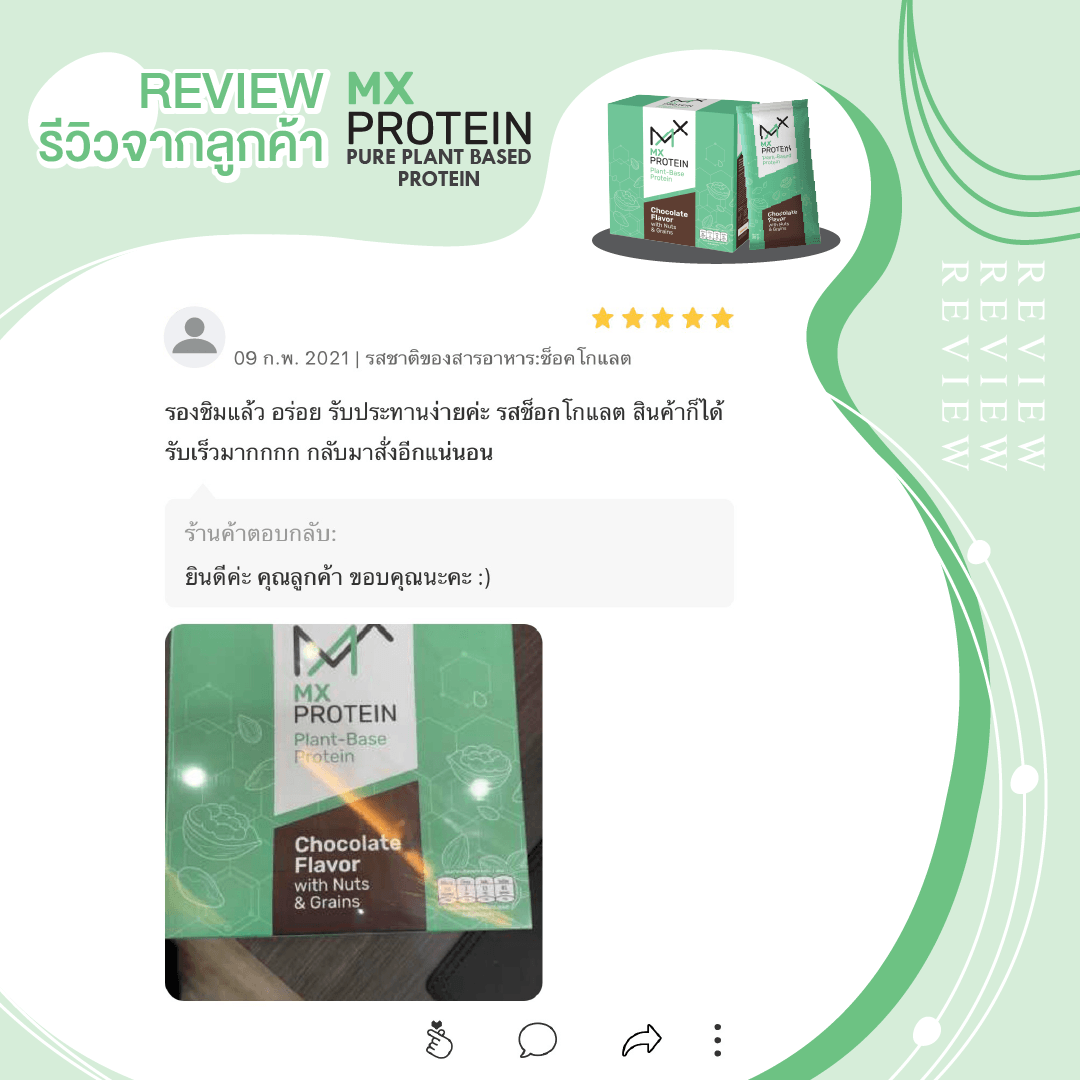 REVIEW
รีวิวจากลูกค้า
MX
PROTEIN
PURE PLANT BASED
PROTEIN
MX
PROTEIN
Plant-Base
Protein
Chocolate
Flavor
with Nuts
& Grains
MX
PROTEIN
Plant-Based
Protein
Chocolate
Flavor
with Nuts
& Grains
REVIEW
REVIEW
REVIEW
09 ก.พ. 2021 | รสชาติของสารอาหาร:ช็อคโกแลต
รองชิมแล้ว อร่อย รับประทานง่ายค่ะ รสช็อกโกแลต สินค้าก็ได้
รับเร็วมากกกก กลับมาสั่งอีกแน่นอน
ร้านค้าตอบกลับ:
ยินดีค่ะ คุณลูกค้า ขอบคุณนะคะ :)
MX
PROTEIN
Plant-Base
Protein
Chocolate
Flavor
with Nuts
& Grains